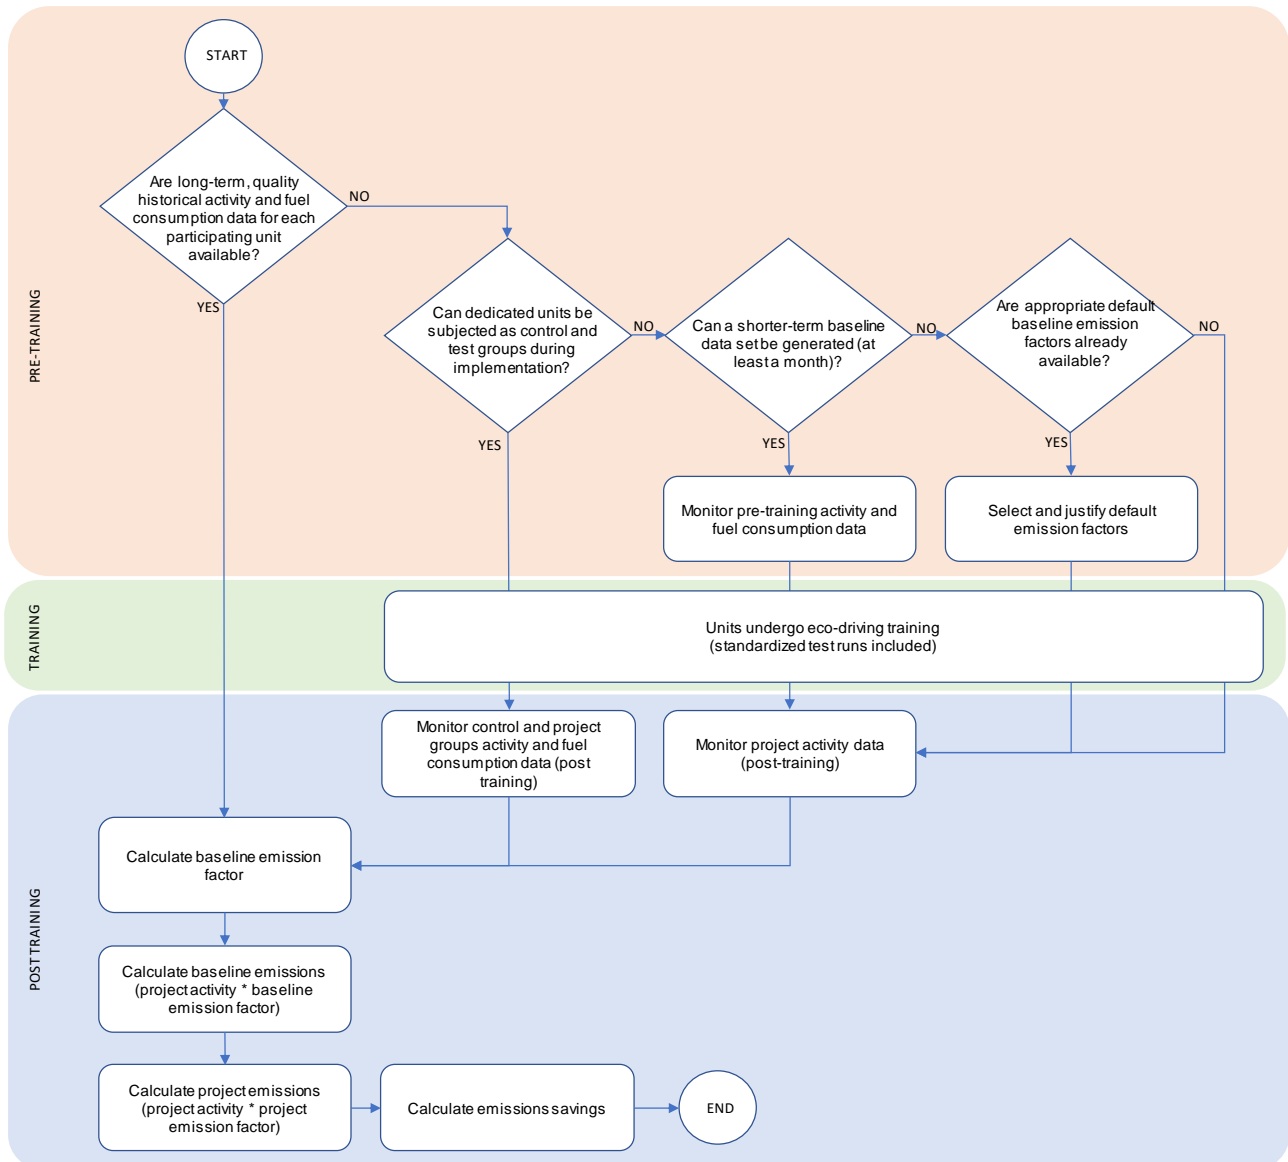 START
Are long-term, quality
historical activity and fuel
consumption data for each
participating unit
available?
NO
YES
Can dedicated units be
subjected as control and
test groups during
implementation?
NO
YES
Can a shorter-term baseline
data set be generated (at
least a month)?
NO
YES
Are appropriate default
baseline emission
factors already
available?
NO
YES
PRE-TRAINING
Monitor pre-training activity and
fuel consumption data
Select and justify default
emission factors
TRAINING
Units undergo eco-driving training
(standardized test runs included)
POST TRAINING
Monitor control and project
groups activity and fuel
consumption data (post
training)
Monitor project activity data
(post-training)
Calculate baseline emission
factor
Calculate baseline emissions
(project activity * baseline
emission factor)
Calculate project emissions
(project activity * project
emission factor)
Calculate emissions savings
END